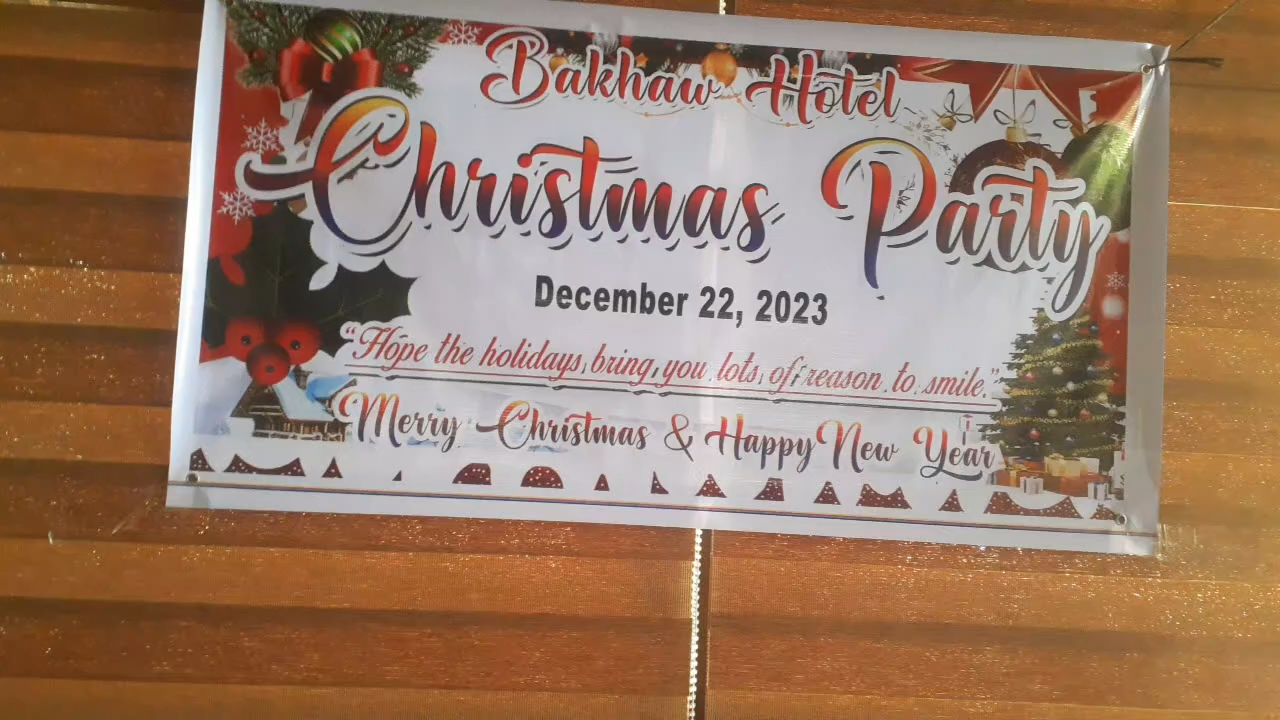 Bakhaw Hotel
Christmas Party
December 22, 2023
“Hope the holidays bring you lots of reason to smile.”
Merry Christmas & Happy New Year